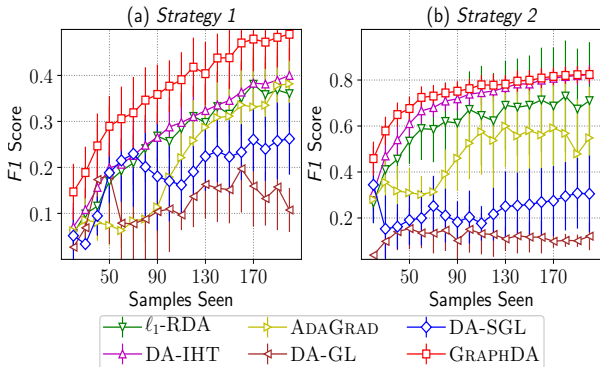 (a) Strategy 1
F1 Score
0.4
0.3
0.2
0.1
50
90
130
170
Samples Seen
(b) Strategy 2
F1 Score
0.8
0.6
0.4
0.2
50
90
130
170
Samples Seen
ℓ₁-RDA
ADAGRAD
DA-SGL
DA-IHT
DA-GL
GRAPHDA